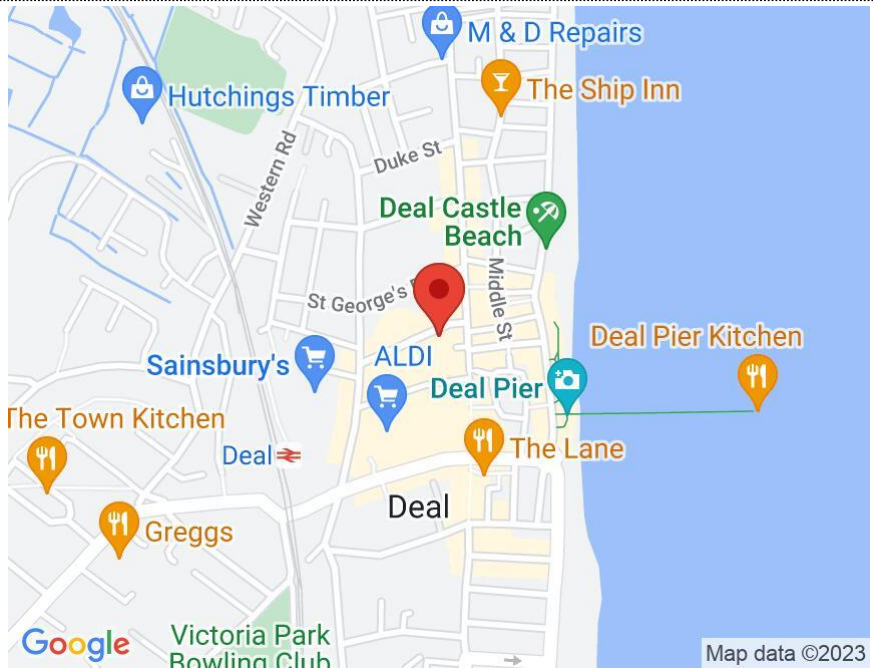 M & D Repairs
The Ship Inn
Hutchings Timber
Duke St
Western Rd
Deal Castle
Beach
Middle St
St George's
Deal Pier Kitchen
Sainsbury's
ALDI
Deal Pier
The Town Kitchen
The Lane
Deal
Deal
Greggs
Victoria Park
Bowling Club
Google
Map data ©2023